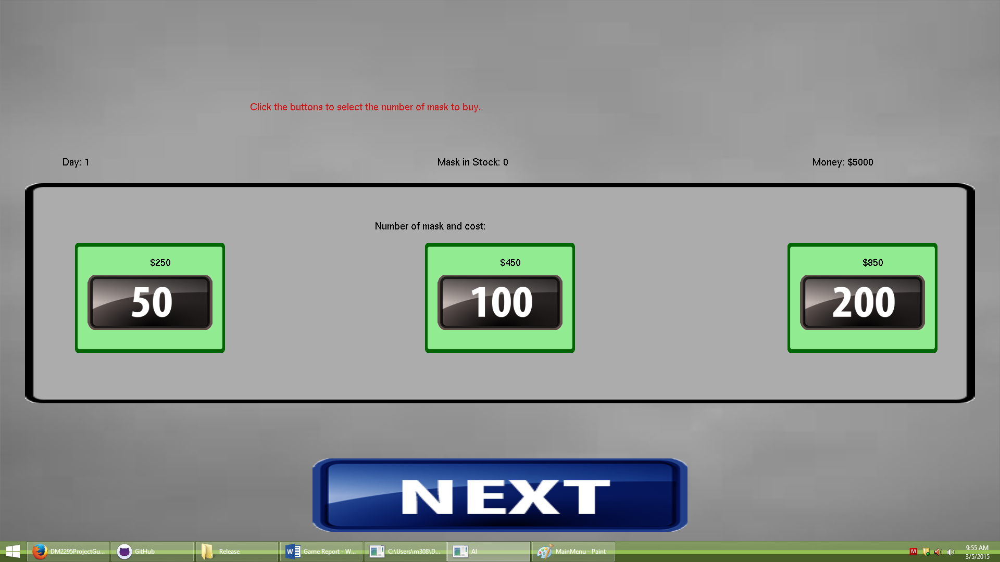 Click the buttons to select the number of mask to buy.
Day: 1
Mask in Stock: 0
Money: $5000
Number of mask and cost:
$250
$450
$850
50
100
200
NEXT
DM2295ProjectGu...
GitHub
Release
Game Report - W...
C:\Users\m308\D...
AI
MainMenu - Paint
9:55 AM
3/5/2015